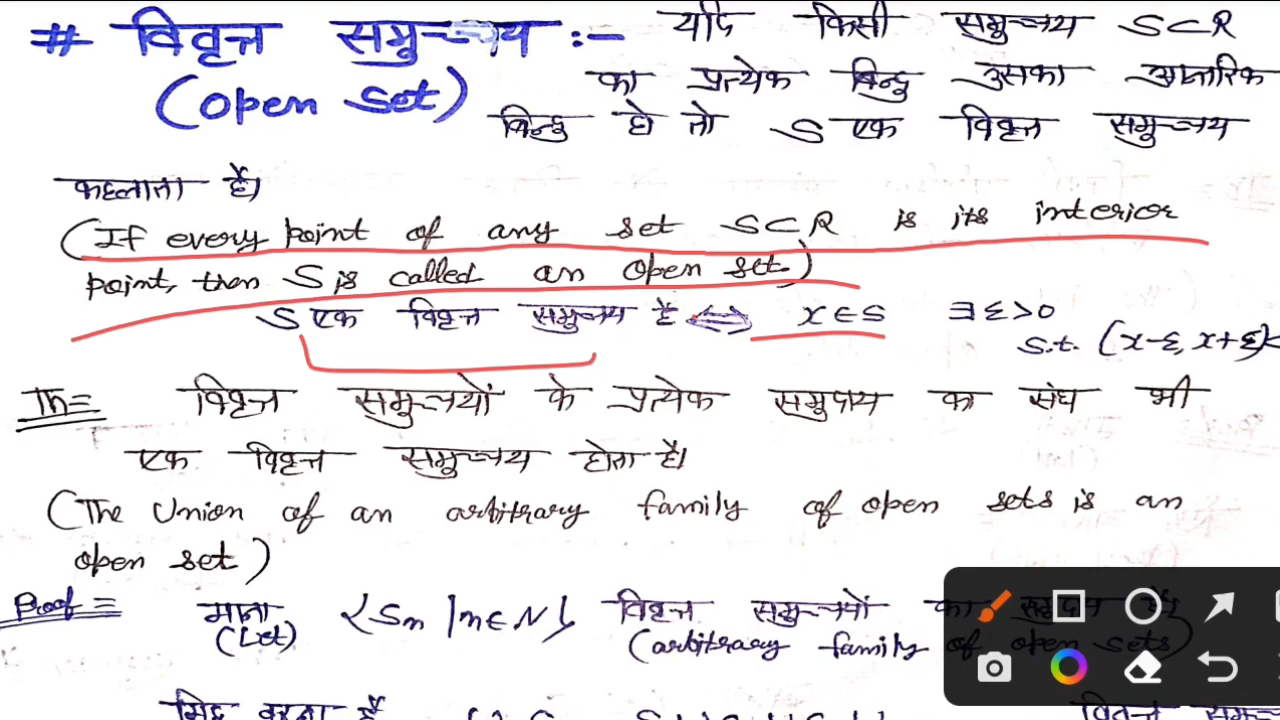 # विवृत्त समुच्चय :- यदि किसी समुच्चय S⊂R
(open set) का प्रत्येक बिन्दु उसका आन्तरिक
बिन्दु हो तो S एक विवृत्त समुच्चय
कहलाता है।
(If every point of any set S⊂R is its interior
point, then S is called an open set.)
S एक विवृत्त समुच्चय है ⇔ x∈S ∃ε>0
s.t. (x-ε, x+ε)
Th= विवृत्त समुच्चयों के प्रत्येक समुदाय का संघ भी
एक विवृत्त समुच्चय होता है।
(The Union of an arbitrary family of open sets is an
open set)
Proof= माना {Sn | n∈N} विवृत्त समुच्चयों का समुदाय है।
(Let) (arbitrary family of open sets)
सिद्ध करना है